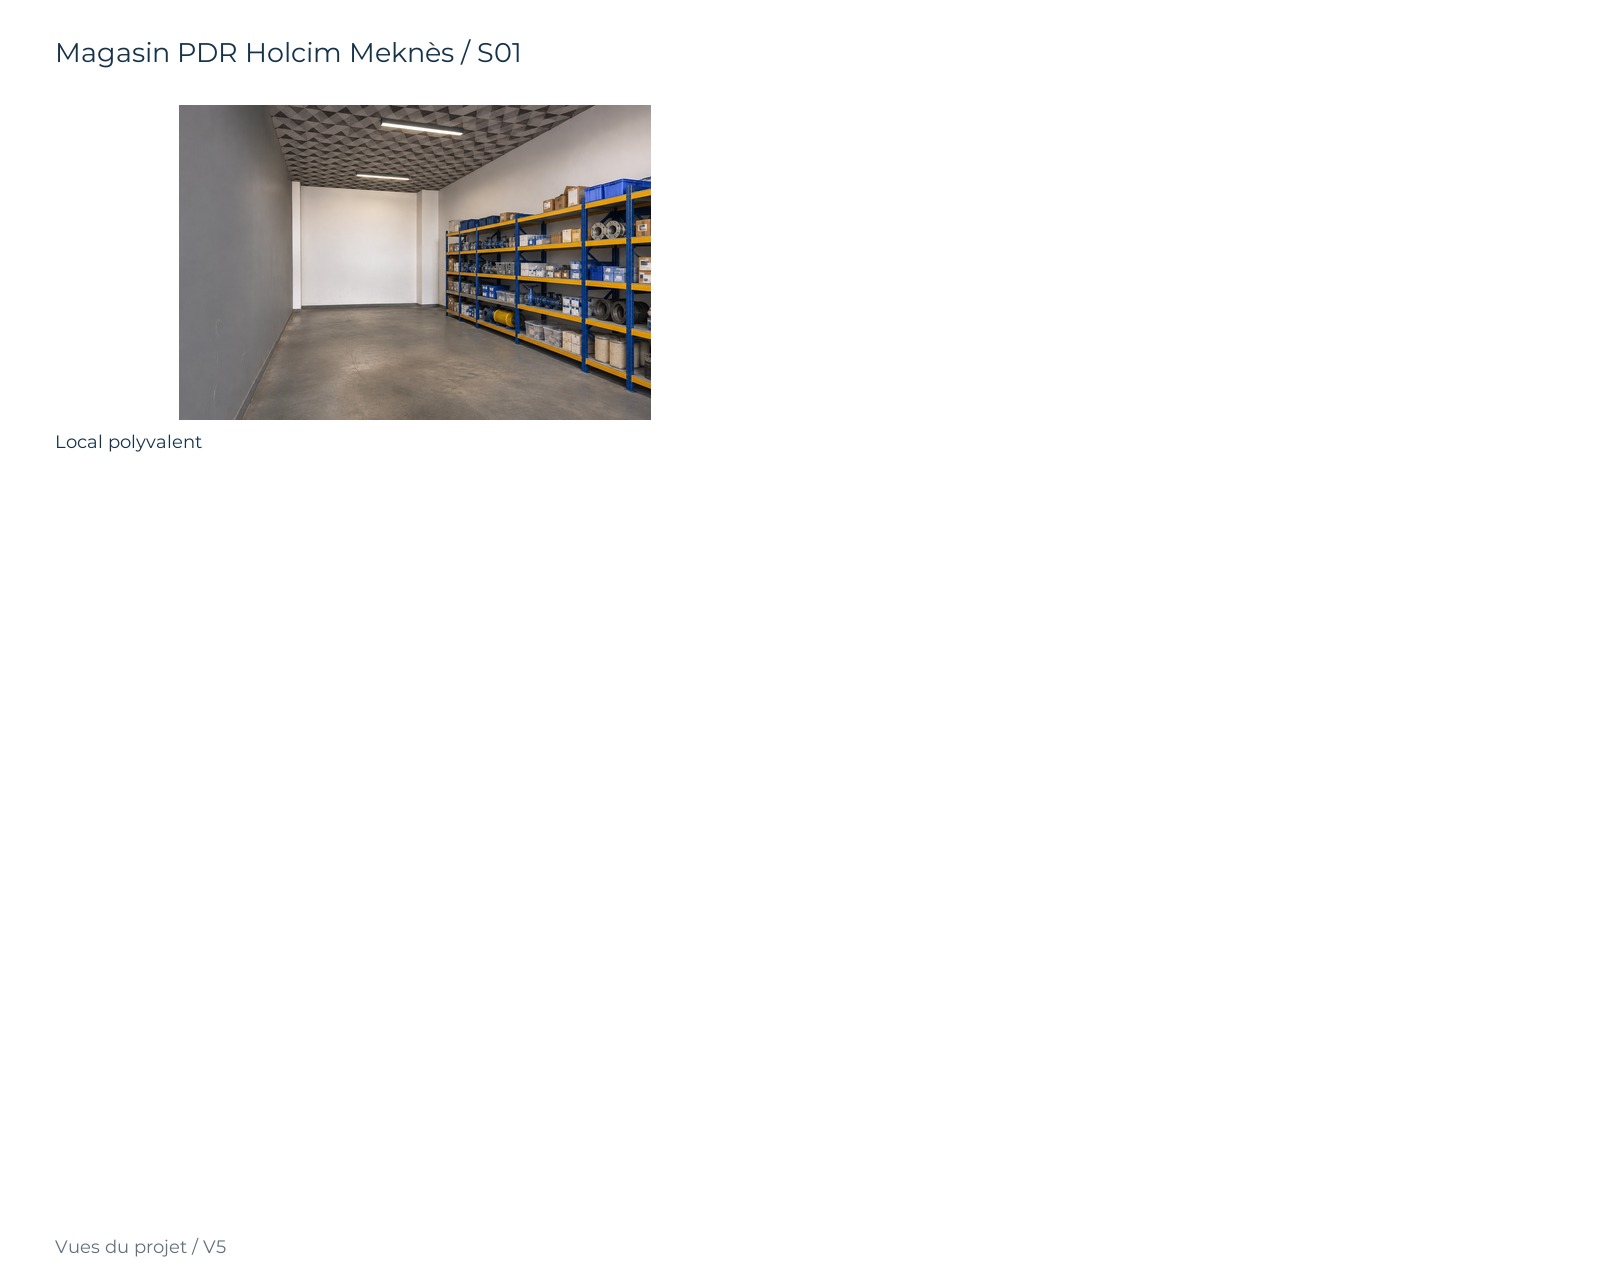 Magasin PDR Holcim Meknès / S01
Local polyvalent
Vues du projet / V5